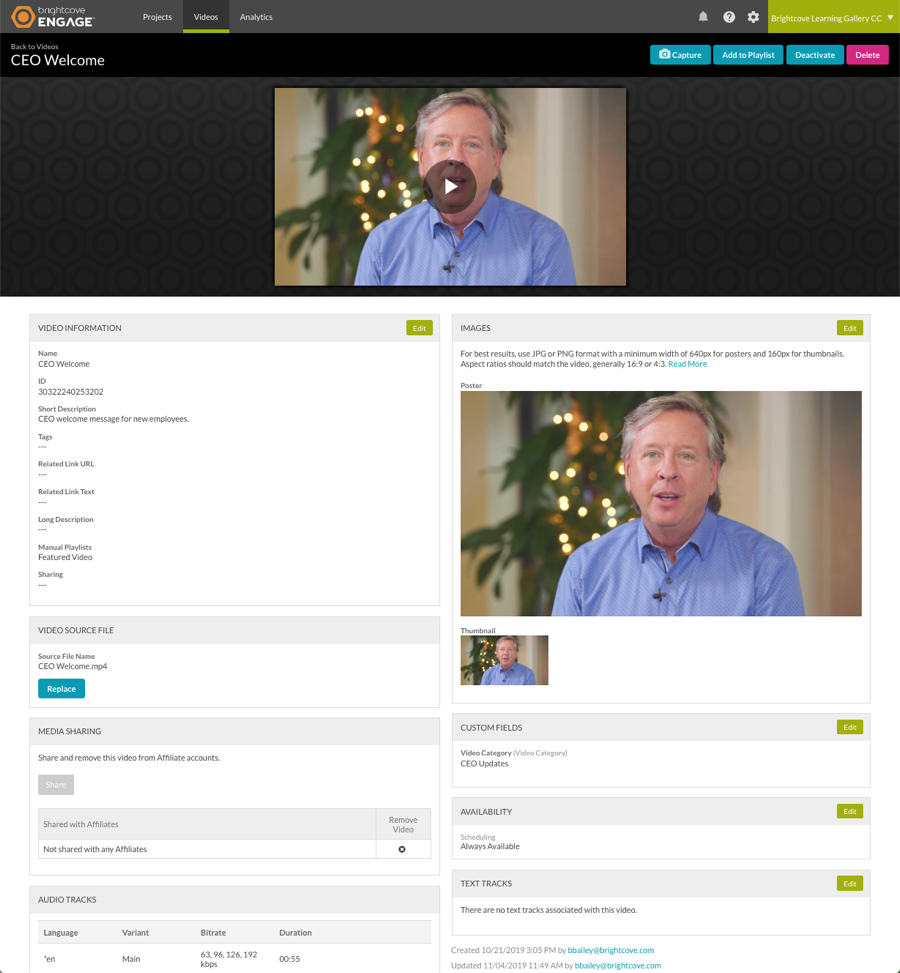 brightcove
ENGAGE™
Projects
Videos
Analytics
Brightcove Learning Gallery CC
Back to Videos
CEO Welcome
Capture
Add to Playlist
Deactivate
Delete
VIDEO INFORMATION
Edit
Name
CEO Welcome
ID
30322240253202
Short Description
CEO welcome message for new employees.
Tags
---
Related Link URL
---
Related Link Text
---
Long Description
---
Manual Playlists
Featured Video
Sharing
---
VIDEO SOURCE FILE
Source File Name
CEO Welcome.mp4
Replace
MEDIA SHARING
Share and remove this video from Affiliate accounts.
Share
Shared with Affiliates
Remove
Video
Not shared with any Affiliates
AUDIO TRACKS
Language Variant Bitrate Duration
*en Main 63, 96, 126, 192 00:55
kbps
IMAGES
Edit
For best results, use JPG or PNG format with a minimum width of 640px for posters and 160px for thumbnails.
Aspect ratios should match the video, generally 16:9 or 4:3. Read More
Poster
Thumbnail
CUSTOM FIELDS
Edit
Video Category (Video Category)
CEO Updates
AVAILABILITY
Edit
Scheduling
Always Available
TEXT TRACKS
Edit
There are no text tracks associated with this video.
Created 10/21/2019 3:05 PM by bbailey@brightcove.com
Updated 11/04/2019 11:49 AM by bbailey@brightcove.com